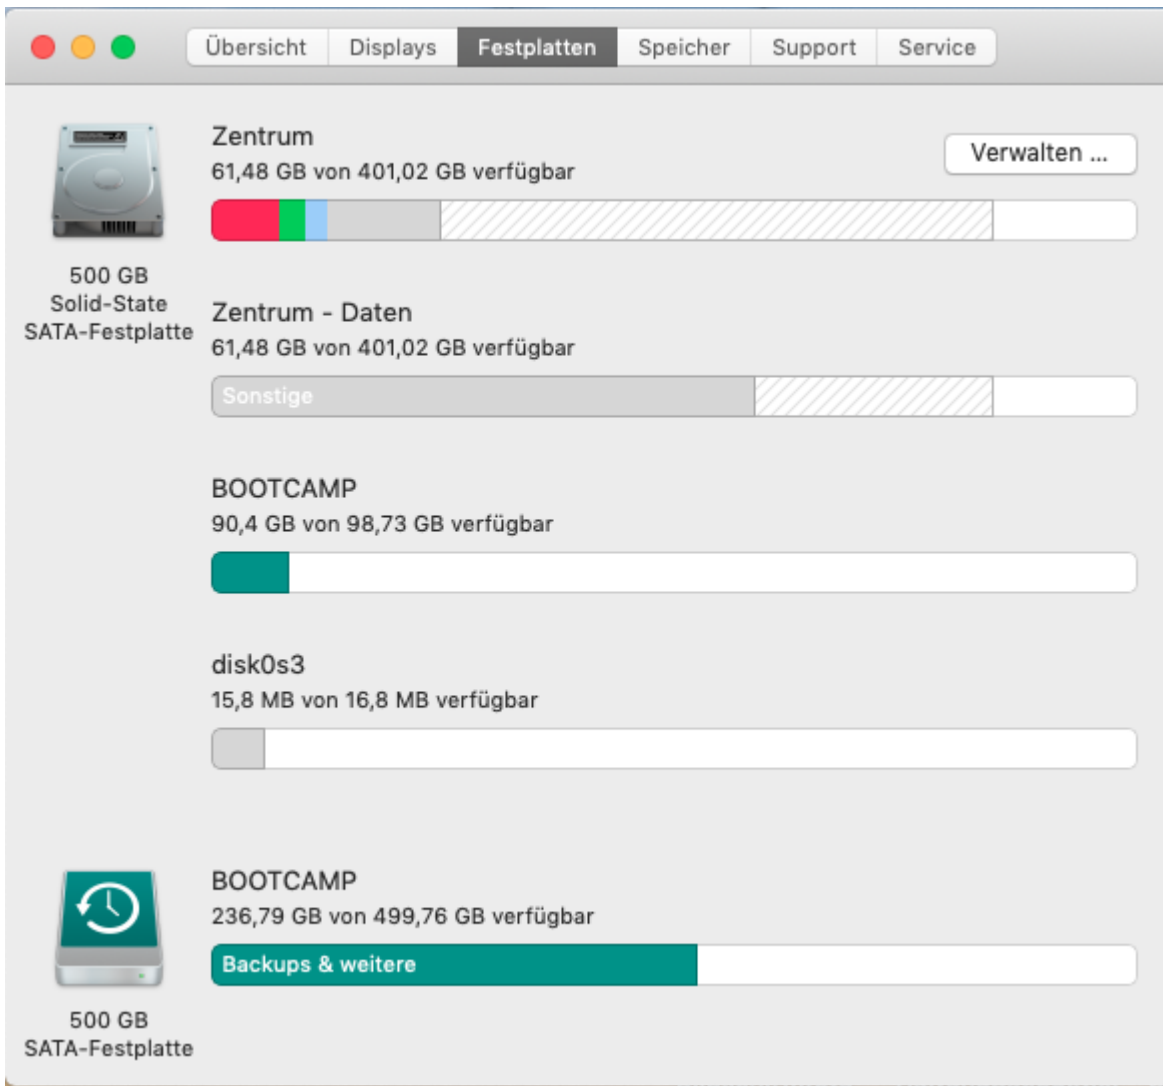 Übersicht Displays Festplatten Speicher Support Service
Zentrum
61,48 GB von 401,02 GB verfügbar
Verwalten ...
500 GB
Solid-State
SATA-Festplatte
Zentrum - Daten
61,48 GB von 401,02 GB verfügbar
Sonstige
BOOTCAMP
90,4 GB von 98,73 GB verfügbar
disk0s3
15,8 MB von 16,8 MB verfügbar
BOOTCAMP
236,79 GB von 499,76 GB verfügbar
Backups & weitere
500 GB
SATA-Festplatte